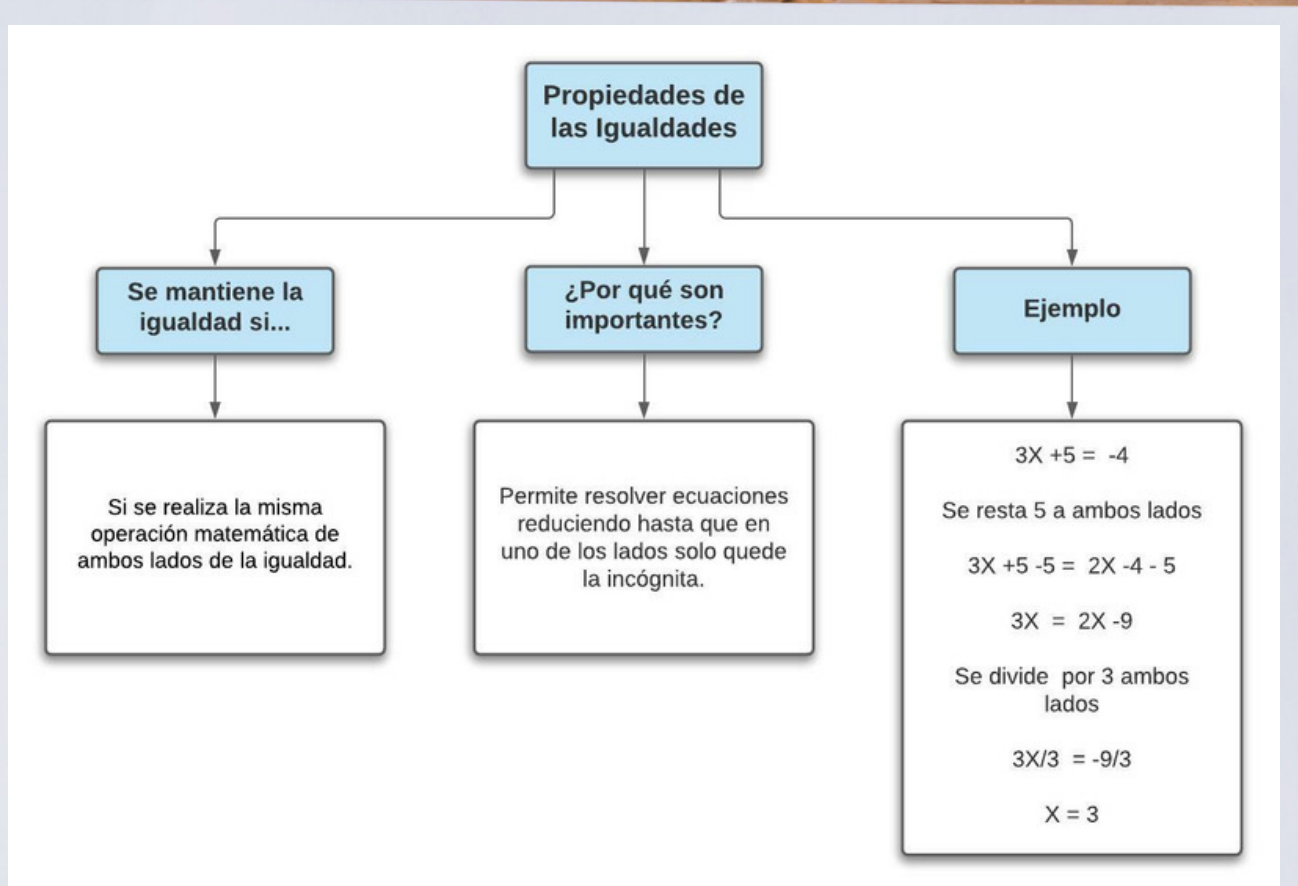 Propiedades de
las Igualdades
Se mantiene la
igualdad si...
Si se realiza la misma
operación matemática de
ambos lados de la igualdad.
¿Por qué son
importantes?
Permite resolver ecuaciones
reduciendo hasta que en
uno de los lados solo quede
la incógnita.
Ejemplo
3X +5 = -4
Se resta 5 a ambos lados
3X +5 -5 = 2X -4 - 5
3X = 2X -9
Se divide por 3 ambos
lados
3X/3 = -9/3
X = 3